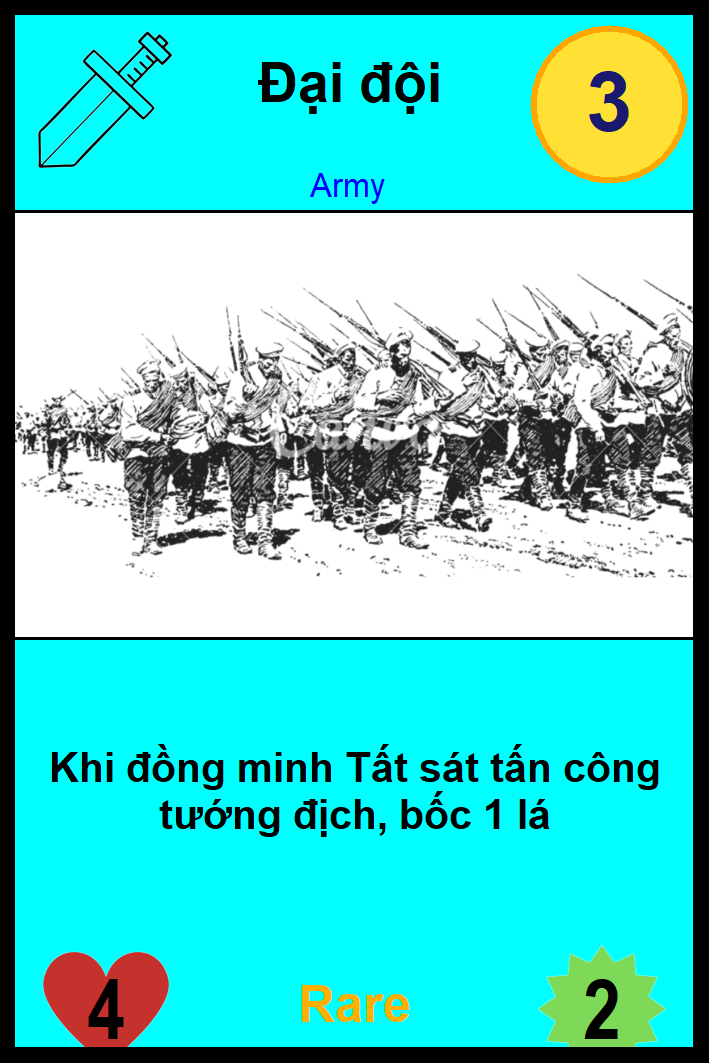 Đại đội
3
Army
Khi đồng minh Tất sát tấn công
tướng địch, bốc 1 lá
4
Rare
2